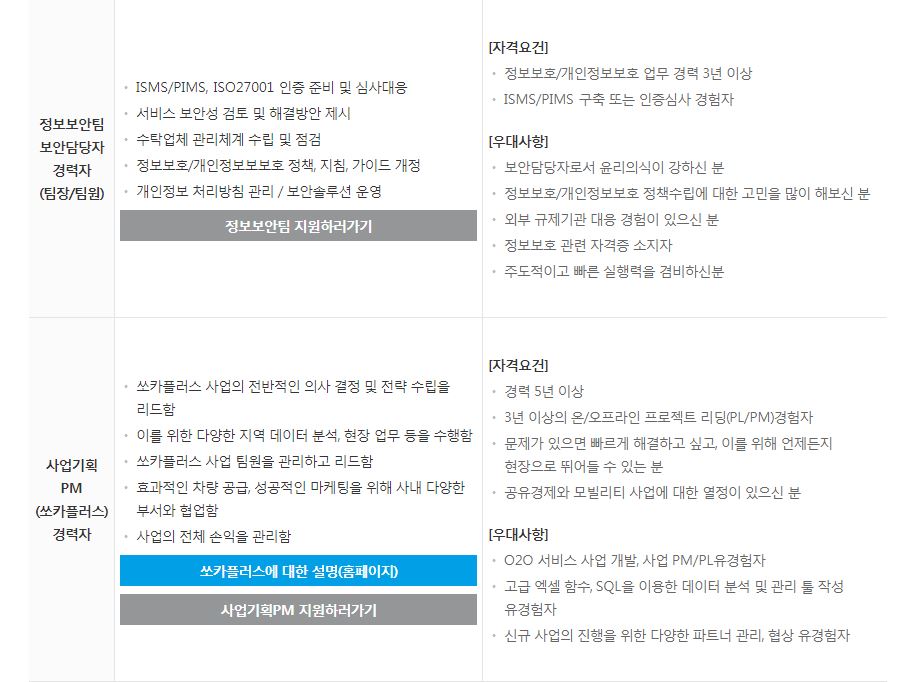 정보보안팀
보안담당자
경력자
(팀장/팀원)
ISMS/PIMS, ISO27001 인증 준비 및 심사대응
서비스 보안성 검토 및 해결방안 제시
수탁업체 관리체계 수립 및 점검
정보보호/개인정보보보호 정책, 지침, 가이드 개정
개인정보 처리방침 관리 / 보안솔루션 운영
정보보안팀 지원하러가기
[자격요건]
정보보호/개인정보보호 업무 경력 3년 이상
ISMS/PIMS 구축 또는 인증심사 경험자
[우대사항]
보안담당자로서 윤리의식이 강하신 분
정보보호/개인정보보호 정책수립에 대한 고민을 많이 해보신 분
외부 규제기관 대응 경험이 있으신 분
정보보호 관련 자격증 소지자
주도적이고 빠른 실행력을 겸비하신분
사업기획
PM
(쏘카플러스)
경력자
쏘카플러스 사업의 전반적인 의사 결정 및 전략 수립을
리드함
이를 위한 다양한 지역 데이터 분석, 현장 업무 등을 수행함
쏘카플러스 사업 팀원을 관리하고 리드함
효과적인 차량 공급, 성공적인 마케팅을 위해 사내 다양한
부서와 협업함
사업의 전체 손익을 관리함
쏘카플러스에 대한 설명(홈페이지)
사업기획PM 지원하러가기
[자격요건]
경력 5년 이상
3년 이상의 온/오프라인 프로젝트 리딩(PL/PM)경험자
문제가 있으면 빠르게 해결하고 싶고, 이를 위해 언제든지
현장으로 뛰어들 수 있는 분
공유경제와 모빌리티 사업에 대한 열정이 있으신 분
[우대사항]
O2O 서비스 사업 개발, 사업 PM/PL유경험자
고급 엑셀 함수, SQL을 이용한 데이터 분석 및 관리 툴 작성
유경험자
신규 사업의 진행을 위한 다양한 파트너 관리, 협상 유경험자